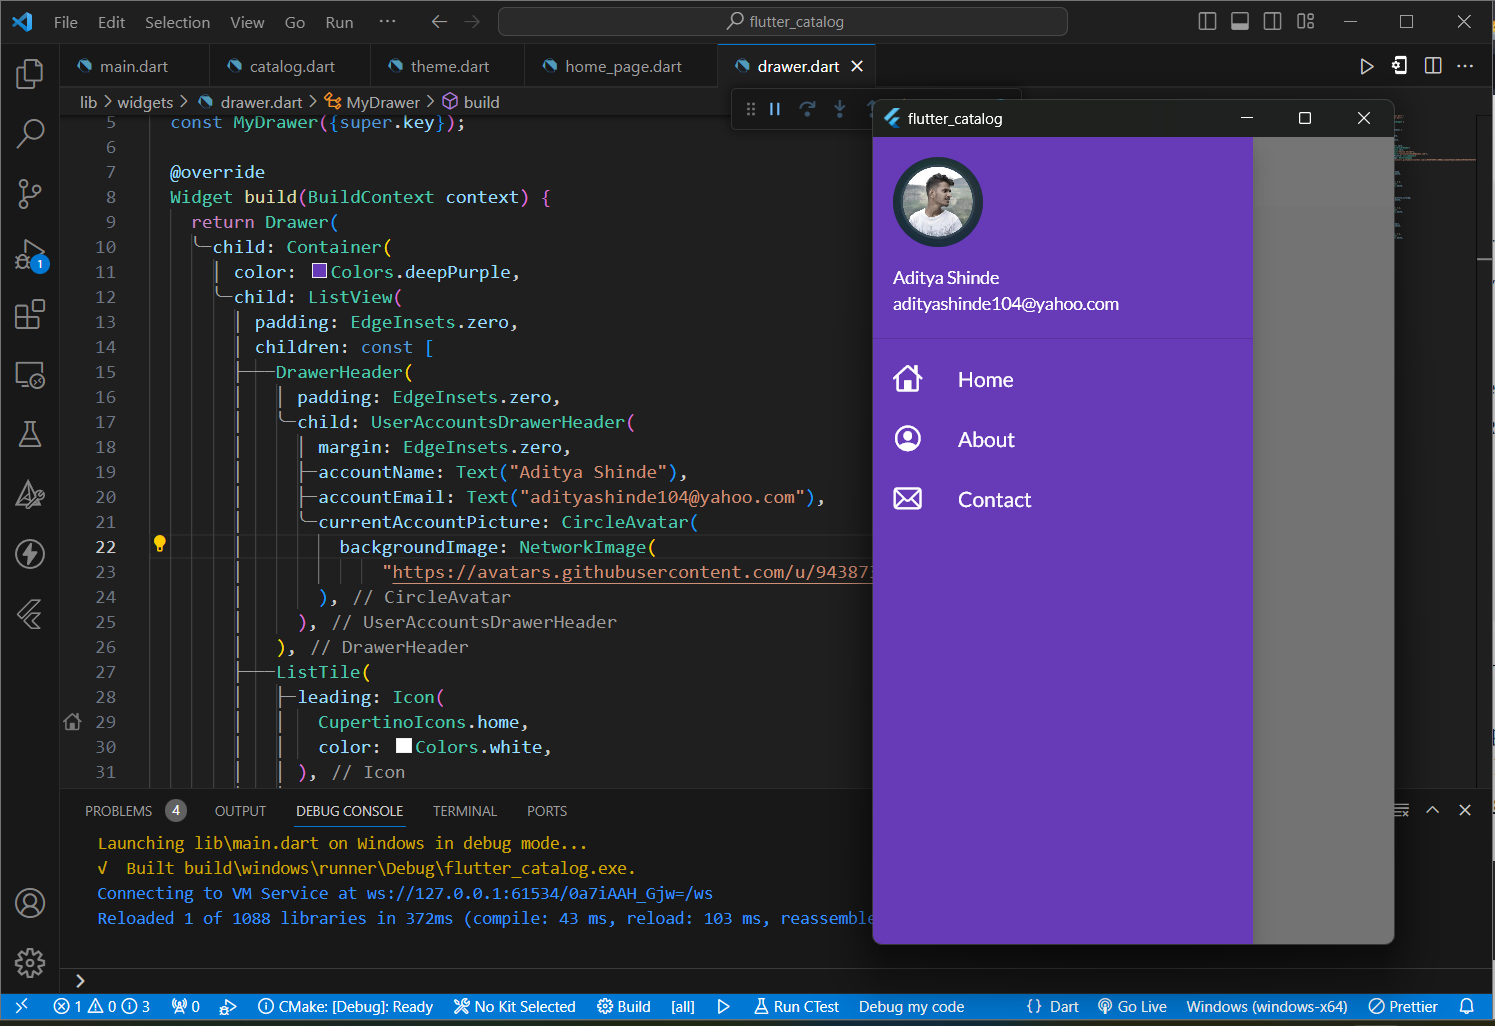 File Edit Selection View Go Run ··· flutter_catalog
main.dart catalog.dart theme.dart home_page.dart drawer.dart
lib > widgets > drawer.dart > MyDrawer > build
5 const MyDrawer({super.key});
6
7 @override
8 Widget build(BuildContext context) {
9 return Drawer(
10 child: Container(
11 color: Colors.deepPurple,
12 child: ListView(
13 padding: EdgeInsets.zero,
14 children: const [
15 DrawerHeader(
16 padding: EdgeInsets.zero,
17 child: UserAccountsDrawerHeader(
18 margin: EdgeInsets.zero,
19 accountName: Text("Aditya Shinde"),
20 accountEmail: Text("adityashinde104@yahoo.com"),
21 currentAccountPicture: CircleAvatar(
22 backgroundImage: NetworkImage(
23 "https://avatars.githubusercontent.com/u/94387
24 ), // CircleAvatar
25 ), // UserAccountsDrawerHeader
26 ), // DrawerHeader
27 ListTile(
28 leading: Icon(
29 CupertinoIcons.home,
30 color: Colors.white,
31 ), // Icon
flutter_catalog
Aditya Shinde
adityashinde104@yahoo.com
Home
About
Contact
1
PROBLEMS 4 OUTPUT DEBUG CONSOLE TERMINAL PORTS
Launching lib\main.dart on Windows in debug mode...
√ Built build\windows\runner\Debug\flutter_catalog.exe.
Connecting to VM Service at ws://127.0.0.1:61534/0a7iAAH_Gjw=/ws
Reloaded 1 of 1088 libraries in 372ms (compile: 43 ms, reload: 103 ms, reassemble
>
1 0 3 0 CMake: [Debug]: Ready No Kit Selected Build [all] Run CTest Debug my code {} Dart Go Live Windows (windows-x64) Prettier